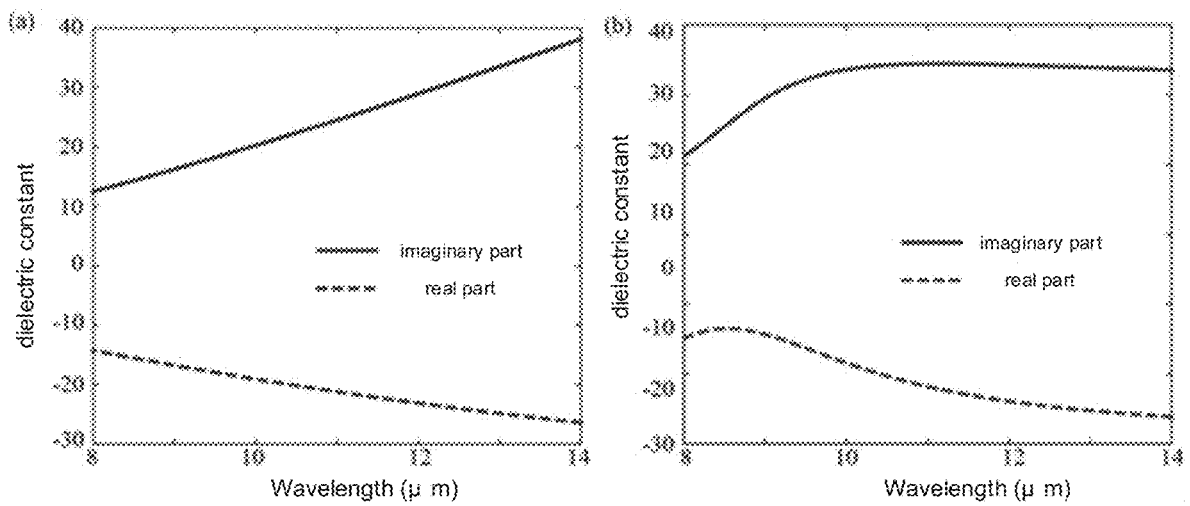 (a)
40
30
20
10
0
-10
-20
-30
dielectric constant
imaginary part
real part
8
10
12
14
Wavelength (μ m)
(b)
40
30
20
10
0
-10
-20
-30
dielectric constant
imaginary part
real part
8
10
12
14
Wavelength (μ m)